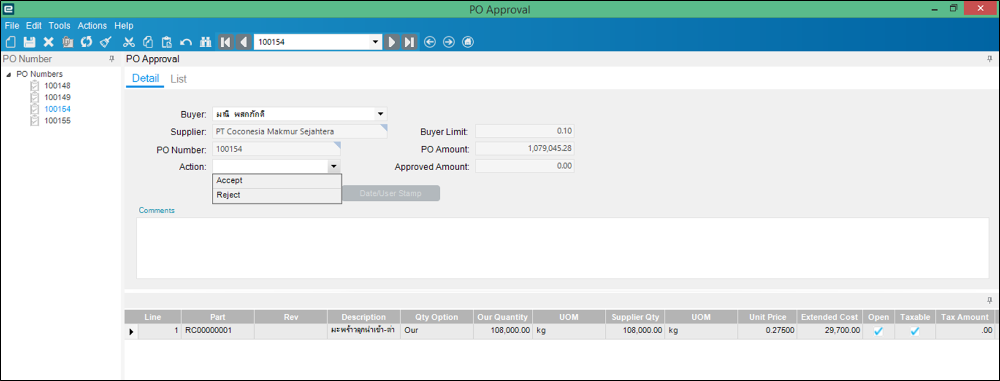 PO Approval
File Edit Tools Actions Help
100154
PO Number
PO Numbers
100148
100149
100154
100155
PO Approval
Detail List
Buyer: มณี พสกภักดี
Supplier: PT Coconesia Makmur Sejahtera
Buyer Limit: 0.10
PO Number: 100154
PO Amount: 1,079,045.28
Action:
Approved Amount: 0.00
Accept
Reject
Date/User Stamp
Comments
Line Part Rev Description Qty Option Our Quantity UOM Supplier Qty UOM Unit Price Extended Cost Open Taxable Tax Amount
1 RC00000001 มะพร้าวลูกนำเข้า-ดำ Our 108,000.00 kg 108,000.00 kg 0.27500 29,700.00 .00